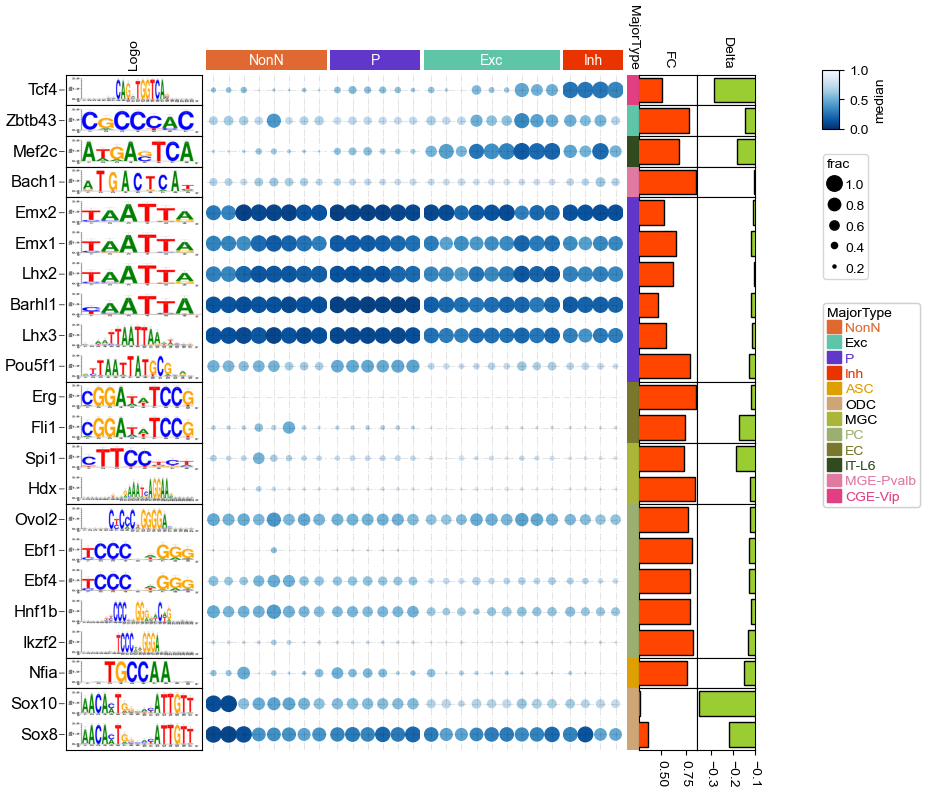 Logo
MajorType
FC
Delta
NonN P Exc Inh
Tcf4
Zbtb43
Mef2c
Bach1
Emx2
Emx1
Lhx2
Barhl1
Lhx3
Pou5f1
Erg
Fli1
Spi1
Hdx
Ovol2
Ebf1
Ebf4
Hnf1b
Ikzf2
Nfia
Sox10
Sox8
0.50
0.75
−0.3
−0.2
−0.1
1.0
0.5
0.0
median
frac
1.0
0.8
0.6
0.4
0.2
MajorType
NonN
Exc
P
Inh
ASC
ODC
MGC
PC
EC
IT-L6
MGE-Pvalb
CGE-Vip